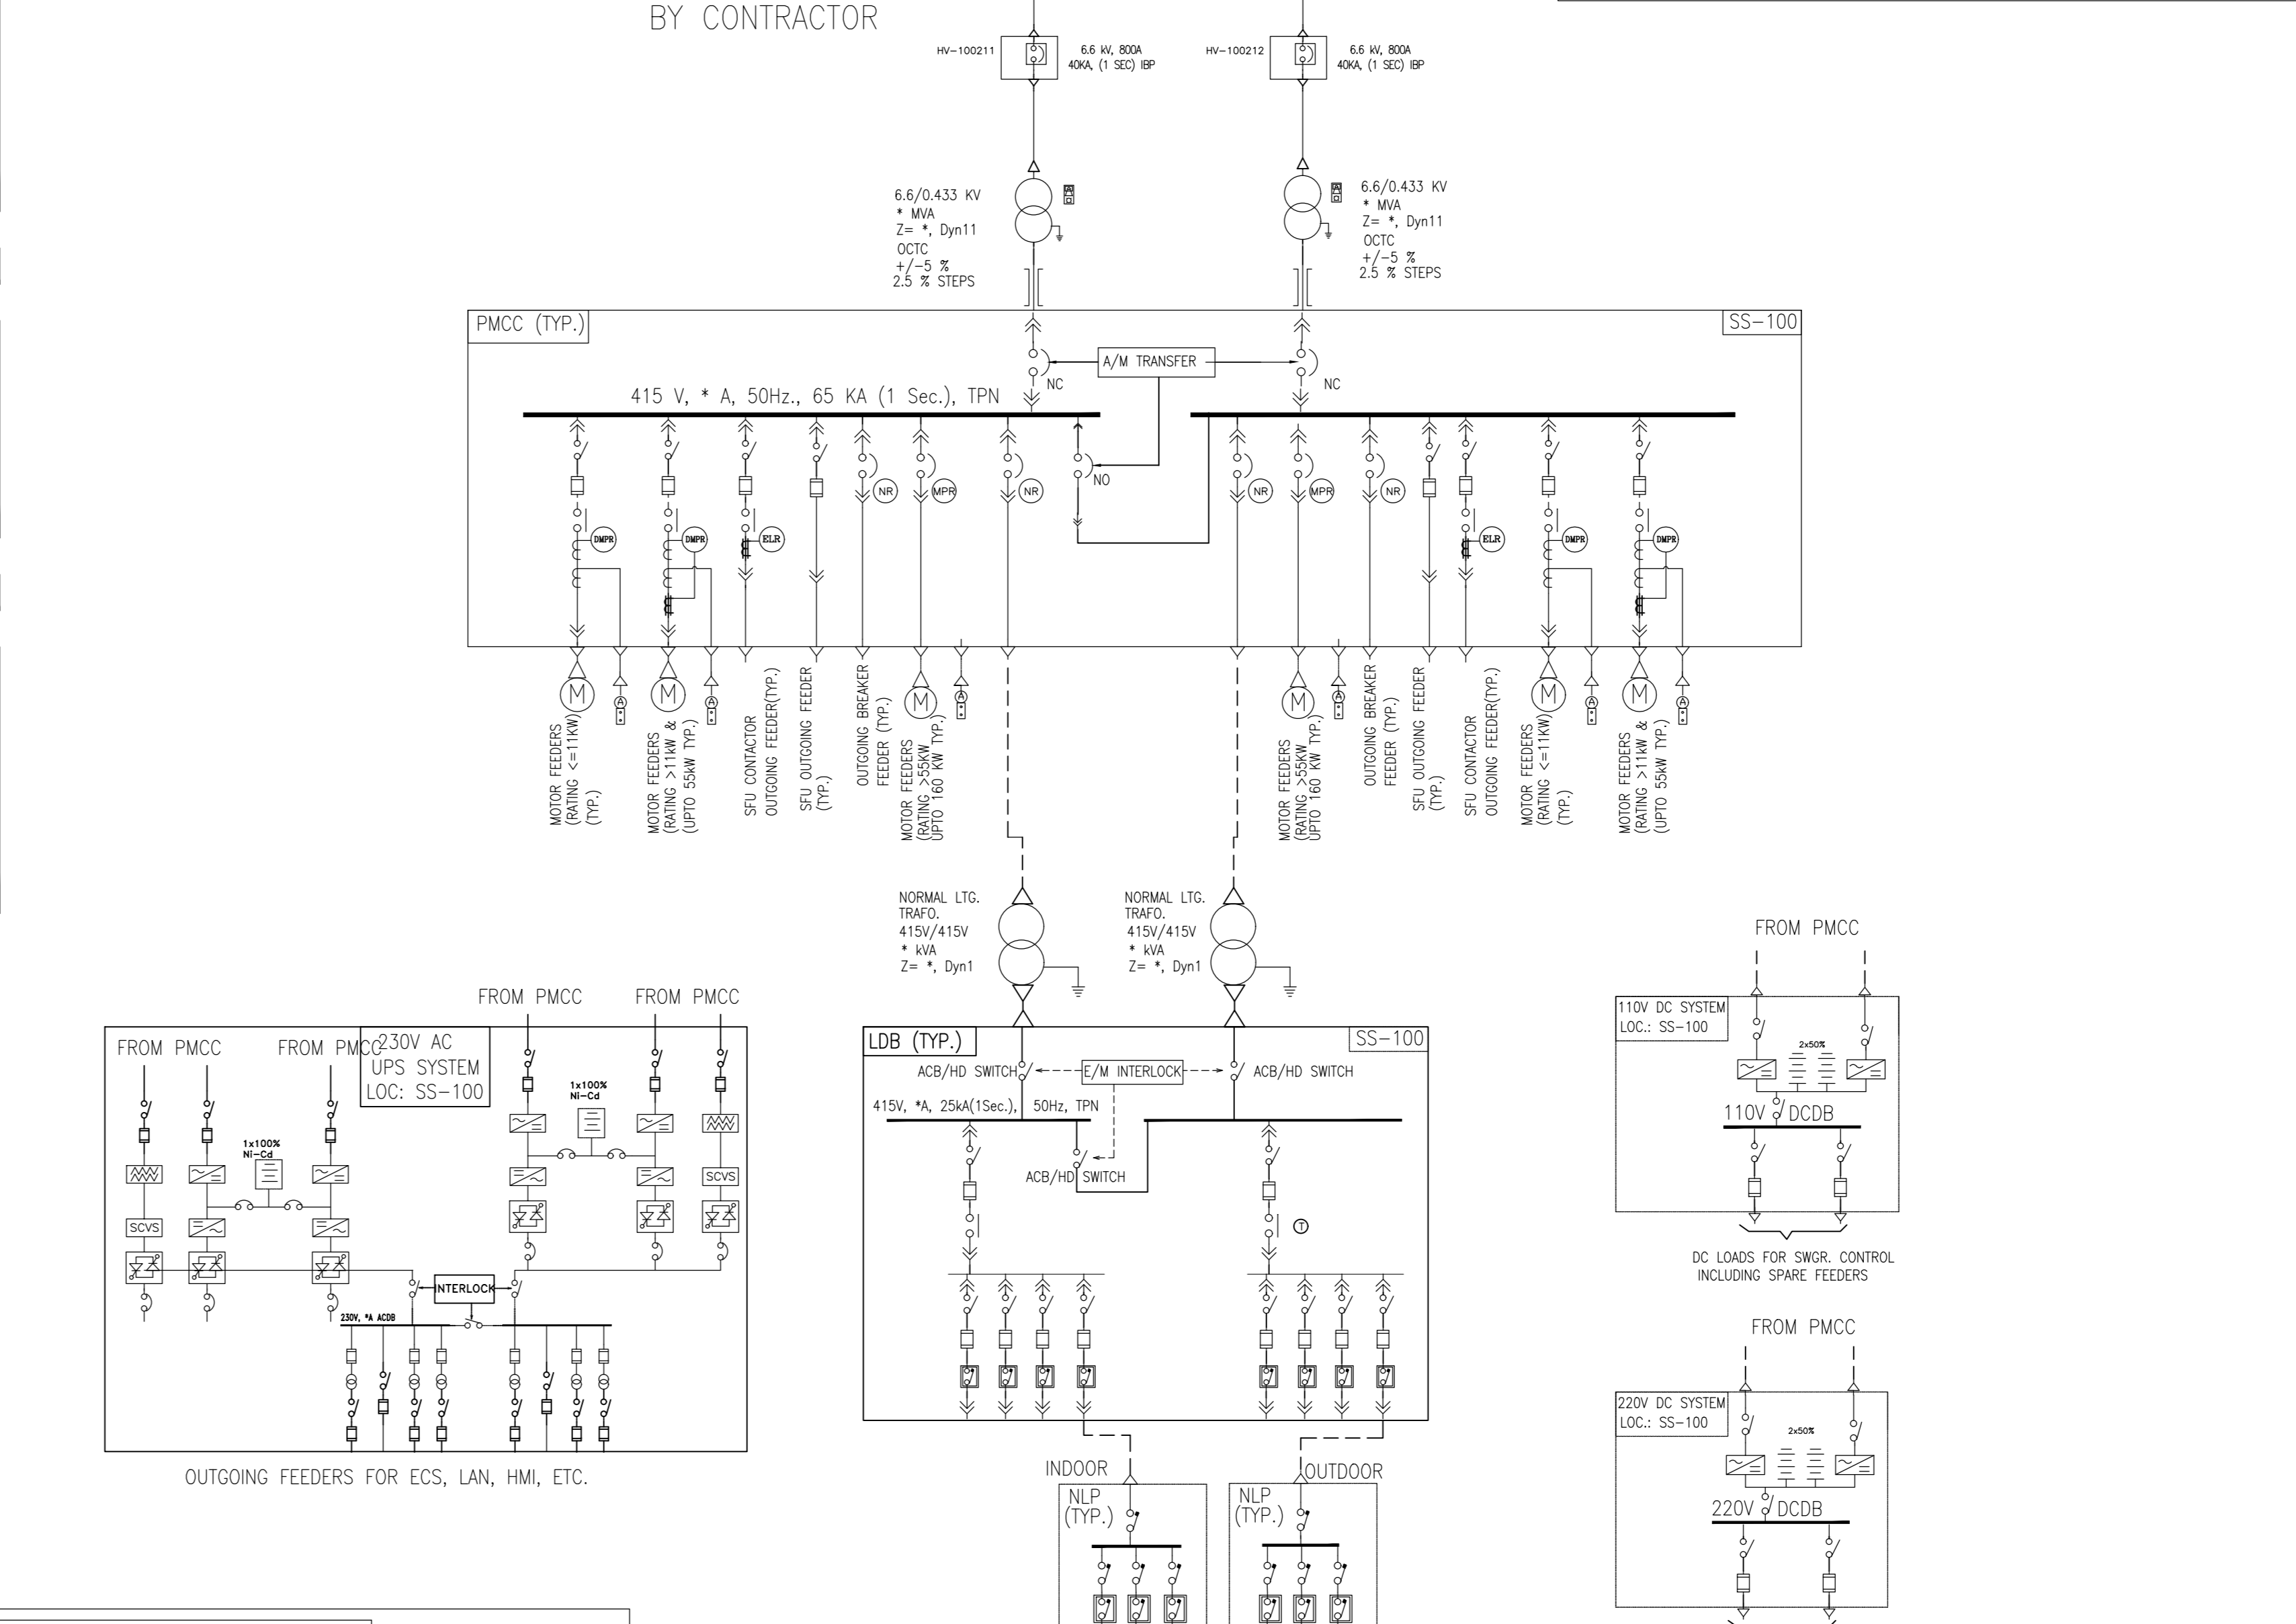 BY CONTRACTOR
HV-100211
6.6 kV, 800A
40KA, (1 SEC) IBP
HV-100212
6.6 kV, 800A
40KA, (1 SEC) IBP
6.6/0.433 KV
* MVA
Z= *, Dyn11
OCTC
+/-5 %
2.5 % STEPS
6.6/0.433 KV
* MVA
Z= *, Dyn11
OCTC
+/-5 %
2.5 % STEPS
PMCC (TYP.)
SS-100
A/M TRANSFER
NC
NC
415 V, * A, 50Hz., 65 KA (1 Sec.), TPN
NO
NR
MPR
NR
NR
MPR
NR
DMPR
DMPR
ELR
ELR
DMPR
DMPR
M
A
M
A
M
A
M
A
M
A
M
A
MOTOR FEEDERS
(RATING <=11KW)
(TYP.)
MOTOR FEEDERS
(RATING >11kW &
(UPTO 55kW TYP.)
SFU CONTACTOR
OUTGOING FEEDER(TYP.)
SFU OUTGOING FEEDER
(TYP.)
OUTGOING BREAKER
FEEDER (TYP.)
MOTOR FEEDERS
(RATING >55KW
UPTO 160 KW TYP.)
MOTOR FEEDERS
(RATING >55KW
UPTO 160 KW TYP.)
OUTGOING BREAKER
FEEDER (TYP.)
SFU OUTGOING FEEDER
(TYP.)
SFU CONTACTOR
OUTGOING FEEDER(TYP.)
MOTOR FEEDERS
(RATING <=11KW)
(TYP.)
MOTOR FEEDERS
(RATING >11kW &
(UPTO 55kW TYP.)
NORMAL LTG.
TRAFO.
415V/415V
* kVA
Z= *, Dyn1
NORMAL LTG.
TRAFO.
415V/415V
* kVA
Z= *, Dyn1
FROM PMCC
FROM PMCC
FROM PMCC
FROM PMCC
230V AC
UPS SYSTEM
LOC: SS-100
1x100%
Ni-Cd
1x100%
Ni-Cd
SCVS
SCVS
INTERLOCK
230V, *A ACDB
OUTGOING FEEDERS FOR ECS, LAN, HMI, ETC.
LDB (TYP.)
SS-100
ACB/HD SWITCH
E/M INTERLOCK
ACB/HD SWITCH
415V, *A, 25kA(1Sec.), 50Hz, TPN
ACB/HD SWITCH
T
INDOOR
OUTDOOR
NLP
(TYP.)
NLP
(TYP.)
FROM PMCC
110V DC SYSTEM
LOC.: SS-100
2x50%
110V DCDB
DC LOADS FOR SWGR. CONTROL
INCLUDING SPARE FEEDERS
FROM PMCC
220V DC SYSTEM
LOC.: SS-100
2x50%
220V DCDB